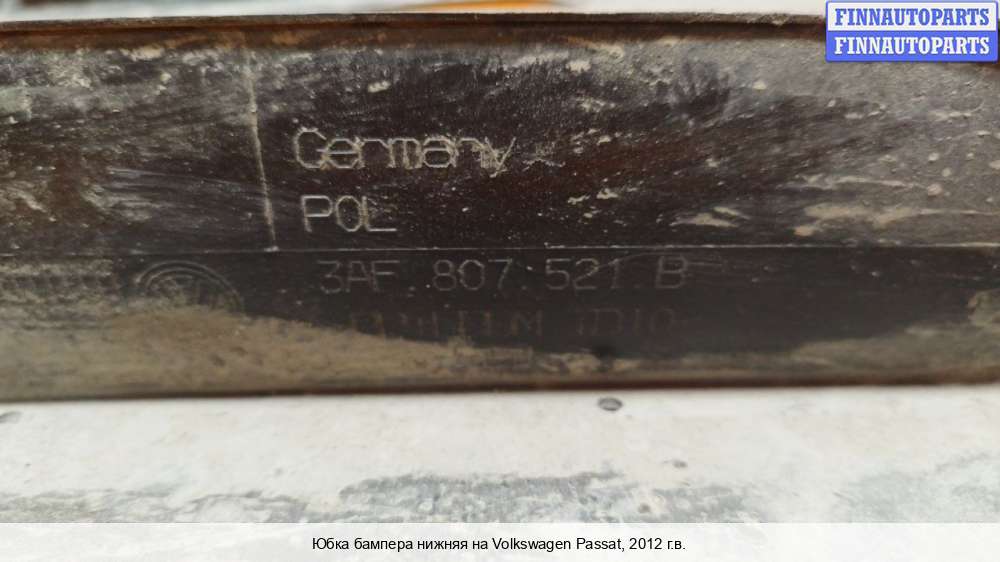 FINNAUTOPARTS
FINNAUTOPARTS
Germany
POL
3AF 807 521 B
Юбка бампера нижняя на Volkswagen Passat, 2012 г.в.